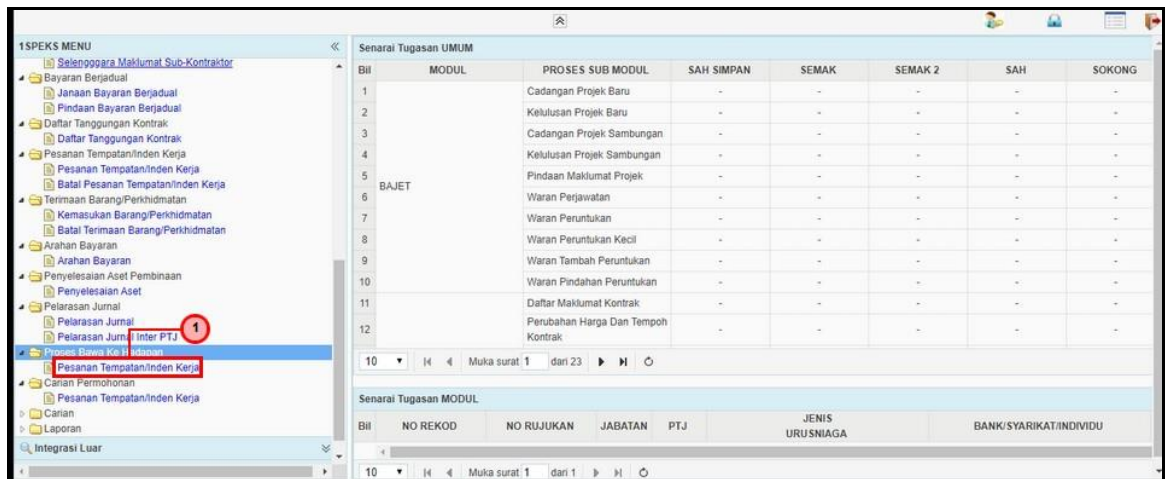 1SPEKS MENU
Selengggara Maklumat Sub-Kontraktor
Bayaran Berjadual
Janaan Bayaran Berjadual
Pindaan Bayaran Berjadual
Daftar Tanggungan Kontrak
Daftar Tanggungan Kontrak
Pesanan Tempatan/Inden Kerja
Pesanan Tempatan/Inden Kerja
Batal Pesanan Tempatan/Inden Kerja
Terimaan Barang/Perkhidmatan
Kemasukan Barang/Perkhidmatan
Batal Terimaan Barang/Perkhidmatan
Arahan Bayaran
Arahan Bayaran
Penyelesaian Aset Pembinaan
Penyelesaian Aset
Pelarasan Jurnal
Pelarasan Jurnal
Pelarasan Jurnal Inter PTJ
1
Proses Bawa Ke Hadapan
Pesanan Tempatan/Inden Kerja
Carian Permohonan
Pesanan Tempatan/Inden Kerja
Carian
Laporan
Integrasi Luar
Senarai Tugasan UMUM
Bil MODUL PROSES SUB MODUL SAH SIMPAN SEMAK SEMAK 2 SAH SOKONG
1 Cadangan Projek Baru - - - - -
2 Kelulusan Projek Baru - - - - -
3 Cadangan Projek Sambungan - - - - -
4 Kelulusan Projek Sambungan - - - - -
5 Pindaan Maklumat Projek - - - - -
BAJET
6 Waran Perjawatan - - - - -
7 Waran Peruntukan - - - - -
8 Waran Peruntukan Kecil - - - - -
9 Waran Tambah Peruntukan - - - - -
10 Waran Pindahan Peruntukan - - - - -
11 Daftar Maklumat Kontrak - - - - -
12 Perubahan Harga Dan Tempoh - - - - -
Kontrak
10 Muka surat 1 dari 23
Senarai Tugasan MODUL
Bil NO REKOD NO RUJUKAN JABATAN PTJ JENIS BANK/SYARIKAT/INDIVIDU
URUSNIAGA
10 Muka surat 1 dari 1